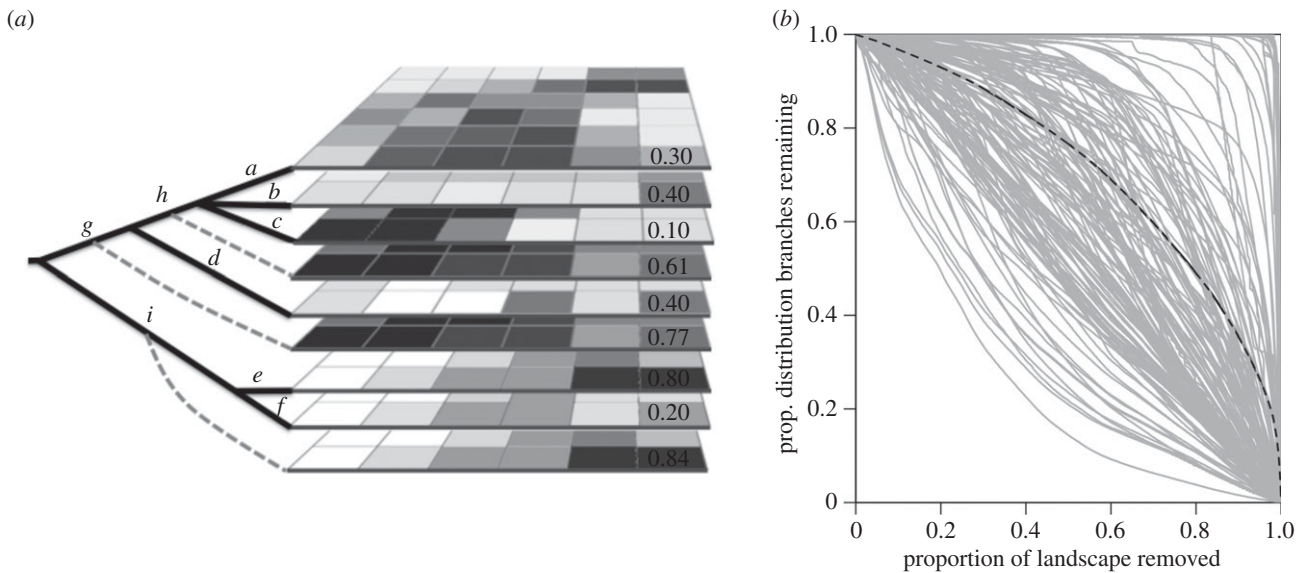 (a)
a
b
h
c
g
d
i
e
f
0.30
0.40
0.10
0.61
0.40
0.77
0.80
0.20
0.84
(b)
1.0
0.8
0.6
0.4
0.2
0
prop. distribution branches remaining
0 0.2 0.4 0.6 0.8 1.0
proportion of landscape removed